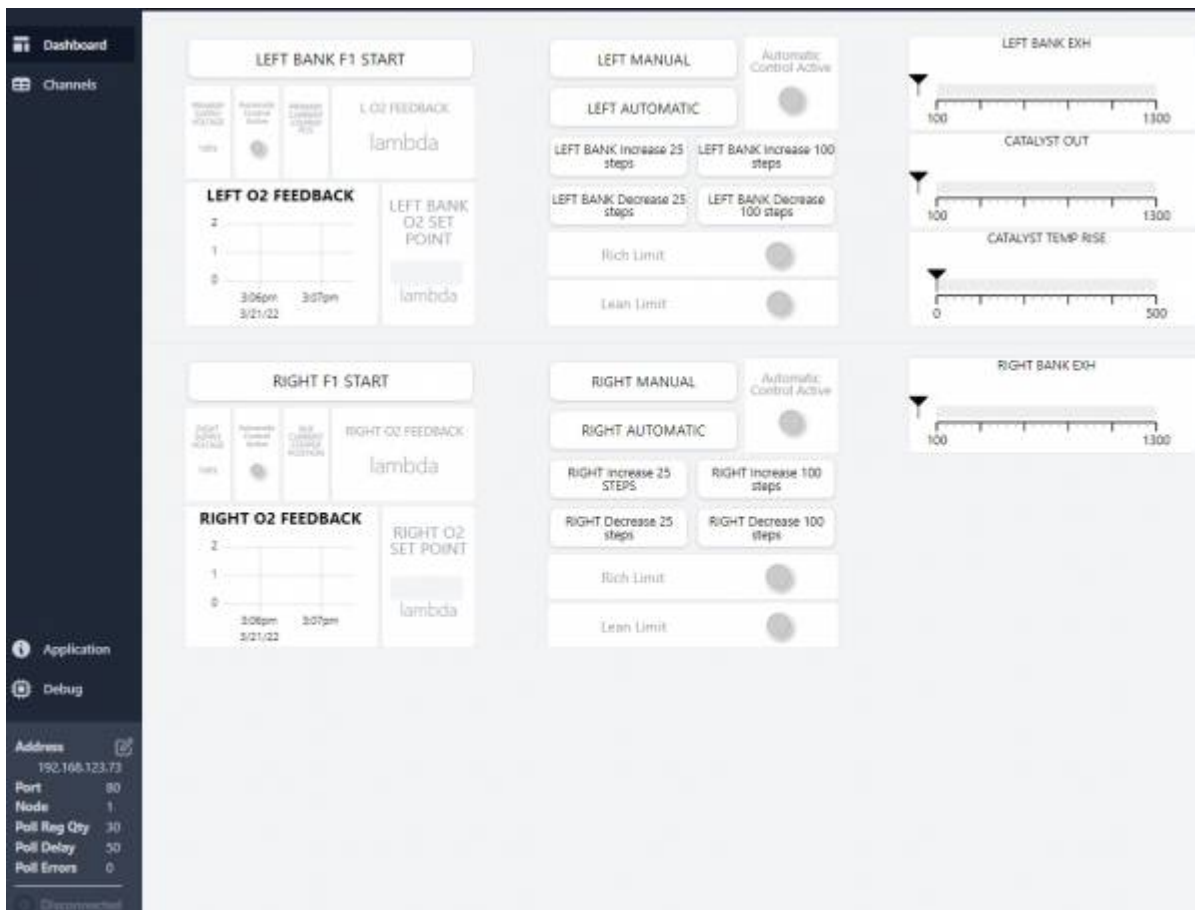 Dashboard
Channels
Application
Debug
Address
192.168.123.73
Port 80
Node 1
Poll Reg Qty 30
Poll Delay 50
Poll Errors 0
Disconnected
LEFT BANK F1 START
Automatic
Control
Active
L O2 FEEDBACK
lambda
LEFT O2 FEEDBACK
2
1
0
3:06pm 3:07pm
3/21/22
LEFT BANK
O2 SET
POINT
lambda
LEFT MANUAL
LEFT AUTOMATIC
Automatic
Control Active
LEFT BANK Increase 25
steps
LEFT BANK Increase 100
steps
LEFT BANK Decrease 25
steps
LEFT BANK Decrease
100 steps
Rich Limit
Lean Limit
LEFT BANK EXH
100 1300
CATALYST OUT
100 1300
CATALYST TEMP RISE
0 500
RIGHT F1 START
Automatic
Control
Active
RIGHT O2 FEEDBACK
lambda
RIGHT O2 FEEDBACK
2
1
0
3:06pm 3:07pm
3/21/22
RIGHT O2
SET POINT
lambda
RIGHT MANUAL
RIGHT AUTOMATIC
Automatic
Control Active
RIGHT Increase 25
STEPS
RIGHT Increase 100
steps
RIGHT Decrease 25
steps
RIGHT Decrease 100
steps
Rich Limit
Lean Limit
RIGHT BANK EXH
100 1300